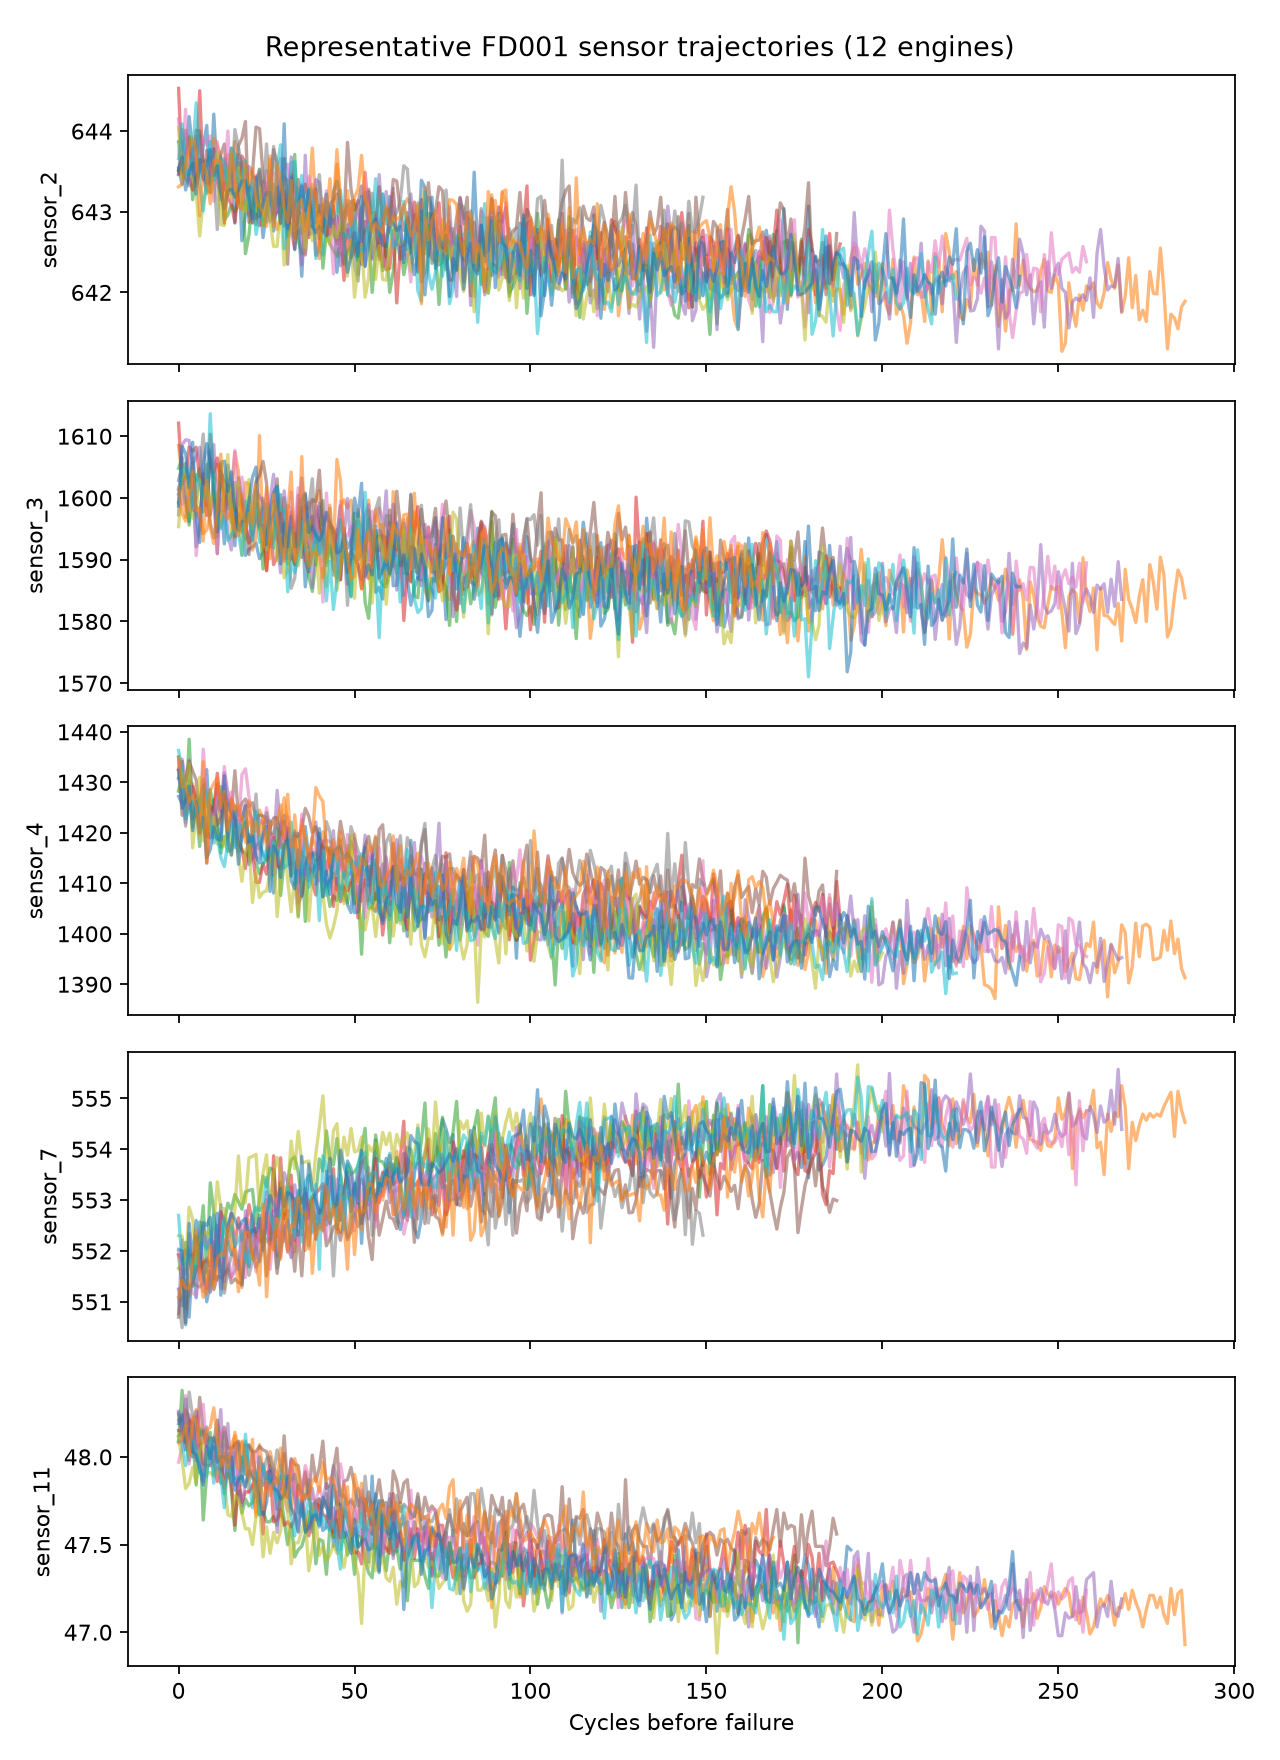 Representative FD001 sensor trajectories (12 engines)
644
643
642
sensor_2
1610
1600
1590
1580
1570
sensor_3
1440
1430
1420
1410
1400
1390
sensor_4
555
554
553
552
551
sensor_7
48.0
47.5
47.0
sensor_11
0 50 100 150 200 250 300
Cycles before failure